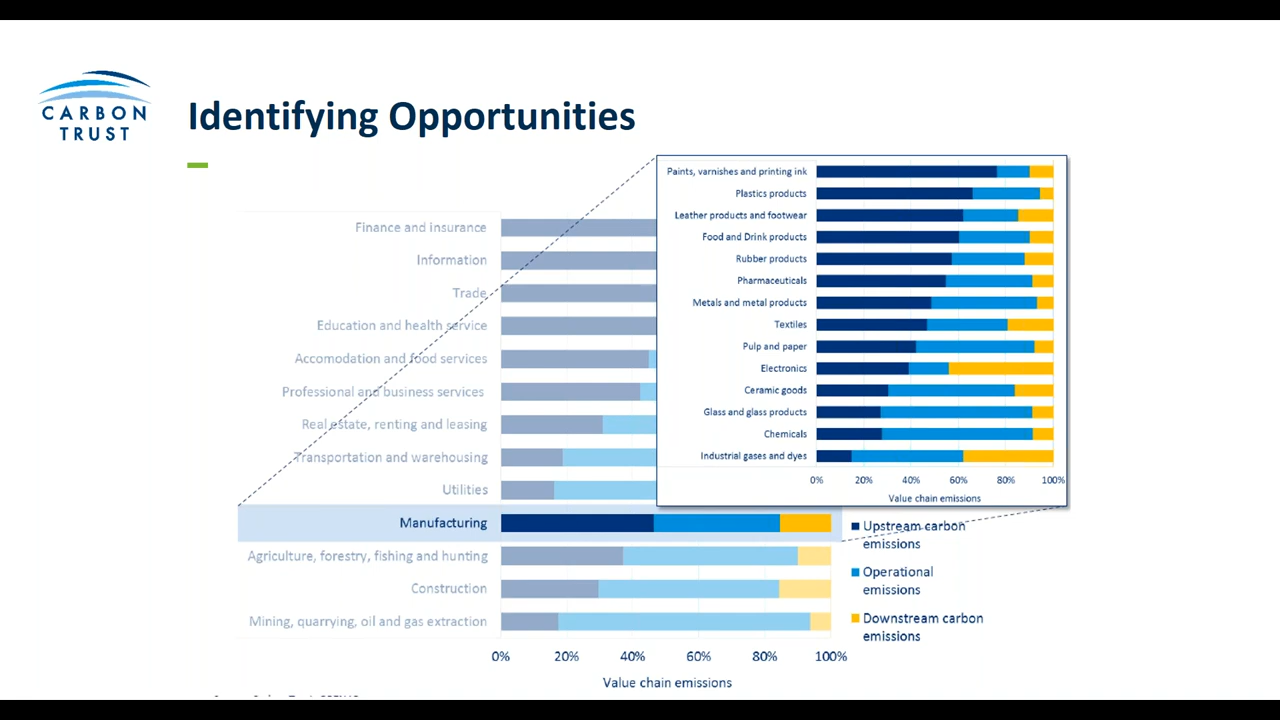 CARBON
TRUST
Identifying Opportunities
Finance and insurance
Information
Trade
Education and health service
Accomodation and food services
Professional and business services
Real estate, renting and leasing
Transportation and warehousing
Utilities
Manufacturing
Agriculture, forestry, fishing and hunting
Construction
Mining, quarrying, oil and gas extraction
0% 20% 40% 60% 80% 100%
Value chain emissions
Paints, varnishes and printing ink
Plastics products
Leather products and footwear
Food and Drink products
Rubber products
Pharmaceuticals
Metals and metal products
Textiles
Pulp and paper
Electronics
Ceramic goods
Glass and glass products
Chemicals
Industrial gases and dyes
0% 20% 40% 60% 80% 100%
Value chain emissions
Upstream carbon
emissions
Operational
emissions
Downstream carbon
emissions